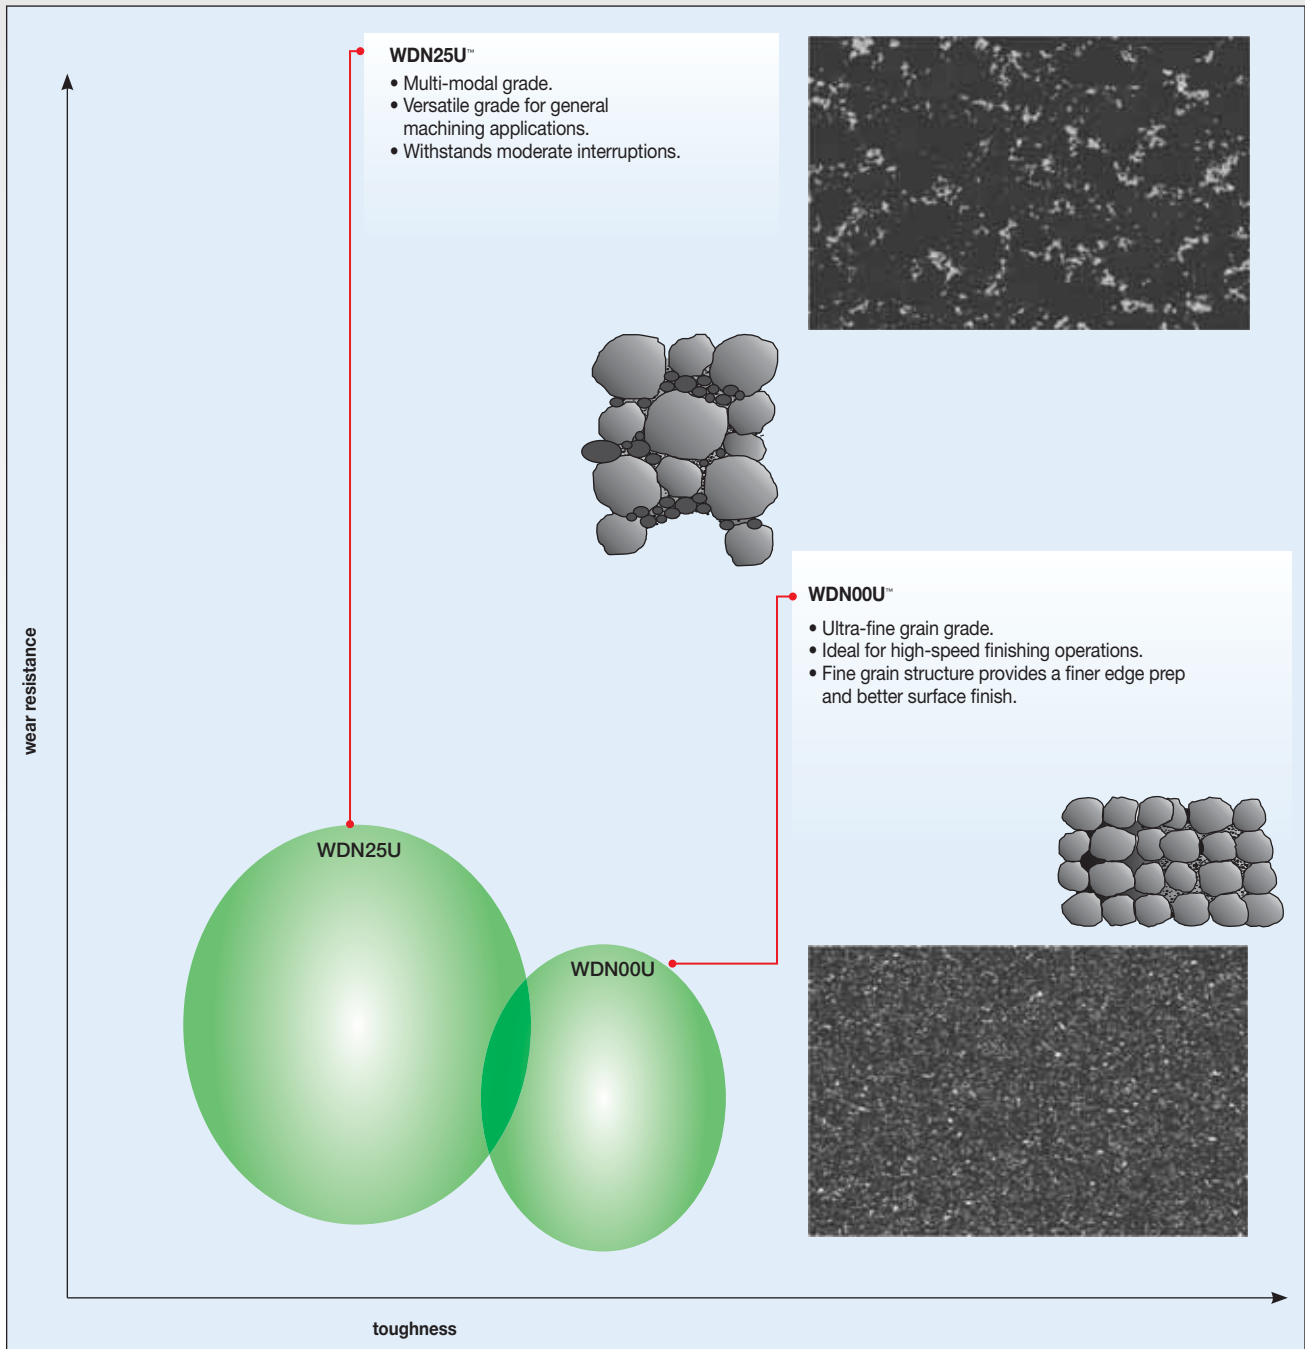 WDN25U™
• Multi-modal grade.
• Versatile grade for general
machining applications.
• Withstands moderate interruptions.
WDN00U™
• Ultra-fine grain grade.
• Ideal for high-speed finishing operations.
• Fine grain structure provides a finer edge prep
and better surface finish.
wear resistance
WDN25U
WDN00U
toughness